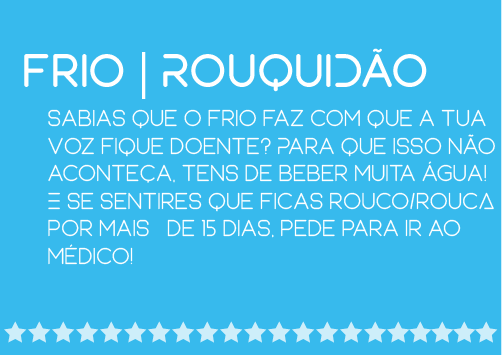 FRIO | ROUQUIDÃO
SABIAS QUE O FRIO FAZ COM QUE A TUA
VOZ FIQUE DOENTE? PARA QUE ISSO NÃO
ACONTEÇA, TENS DE BEBER MUITA ÁGUA!
E SE SENTIRES QUE FICAS ROUCO/ROUCA
POR MAIS DE 15 DIAS, PEDE PARA IR AO
MÉDICO!